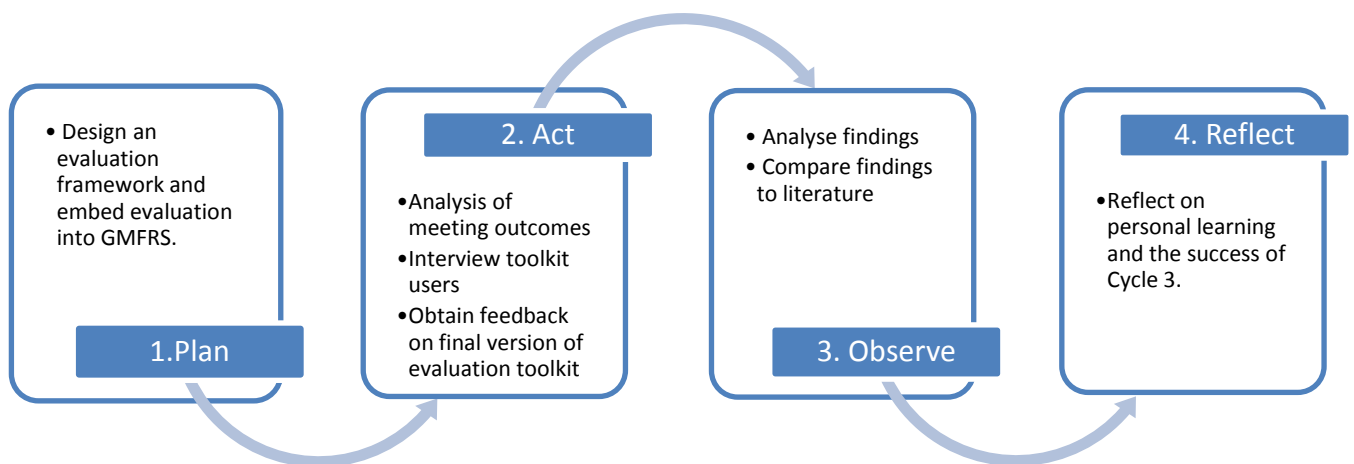 • Design an
evaluation
framework and
embed evaluation
into GMFRS.
1.Plan
2. Act
•Analysis of
meeting outcomes
•Interview toolkit
users
•Obtain feedback
on final version of
evaluation toolkit
• Analyse findings
• Compare findings
to literature
3. Observe
4. Reflect
•Reflect on
personal learning
and the success of
Cycle 3.